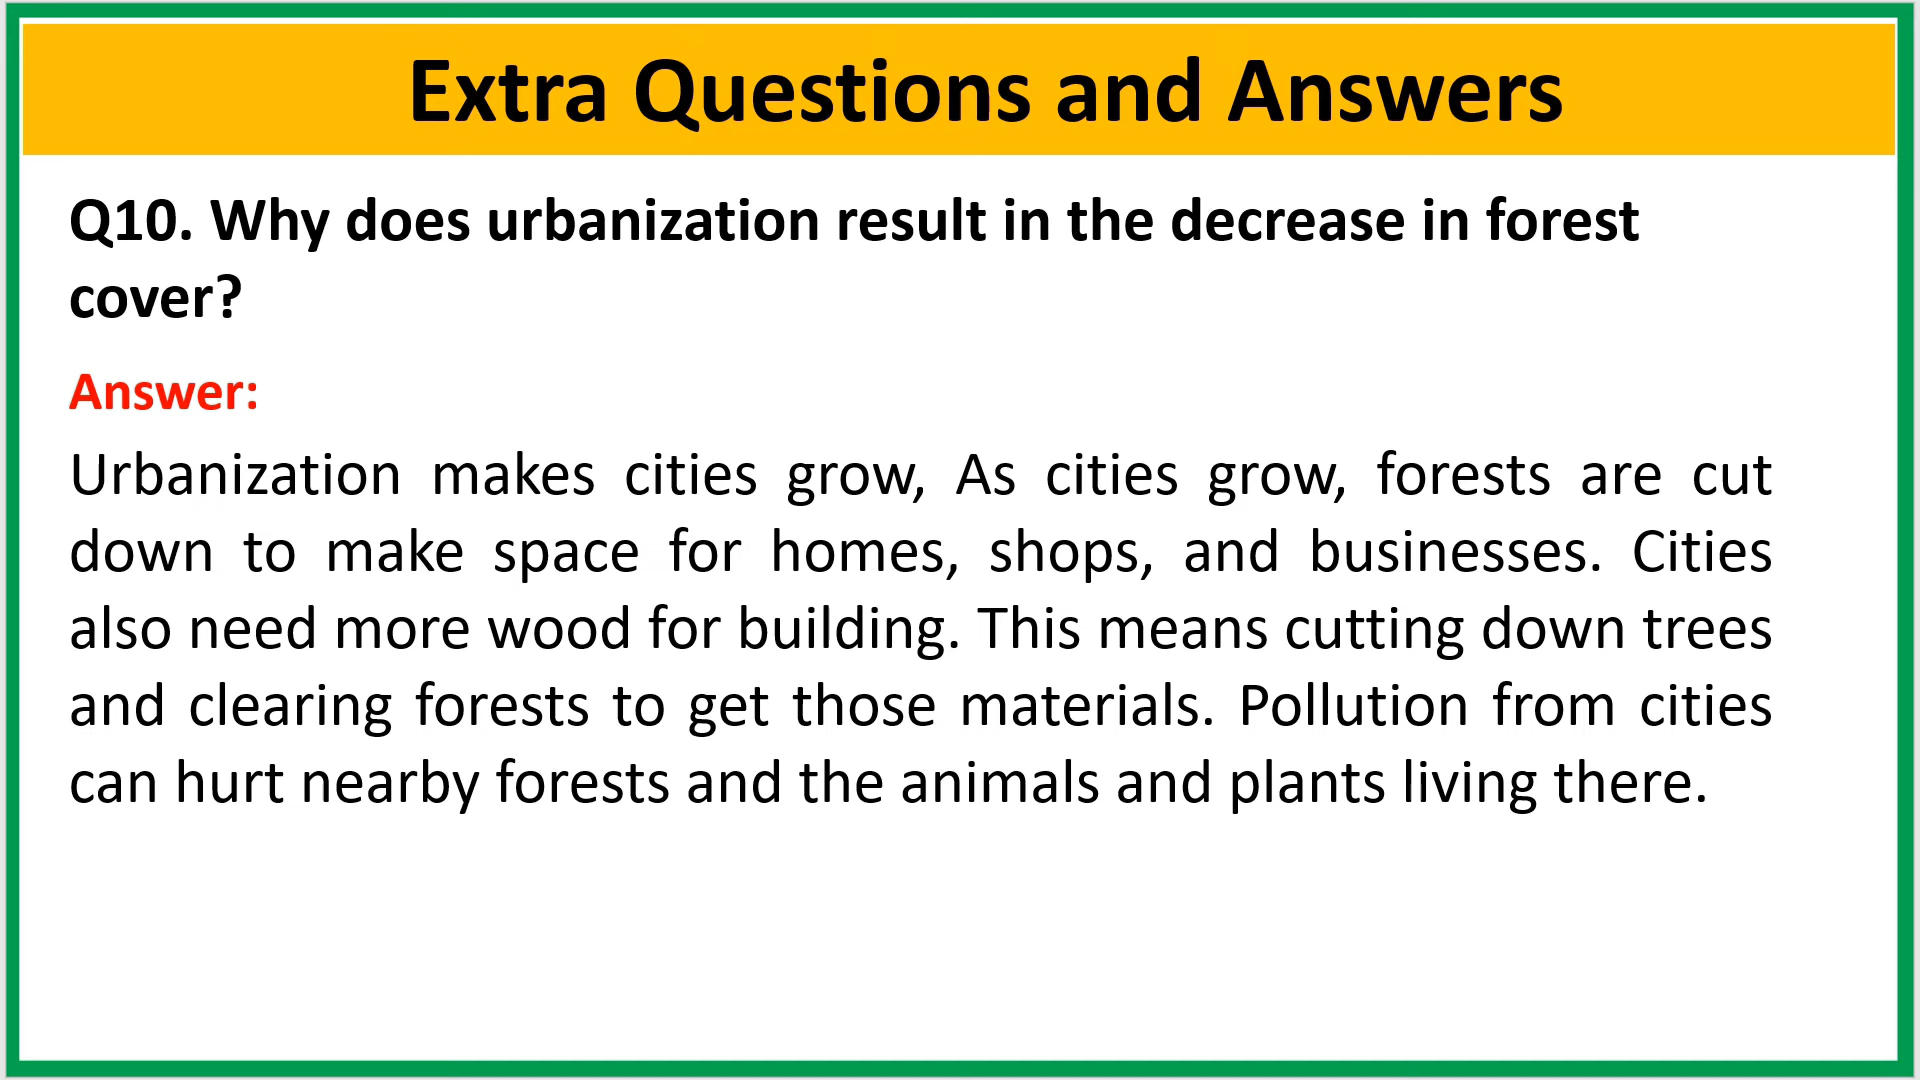 Extra Questions and Answers
Q10. Why does urbanization result in the decrease in forest
cover?
Answer:
Urbanization makes cities grow, As cities grow, forests are cut
down to make space for homes, shops, and businesses. Cities
also need more wood for building. This means cutting down trees
and clearing forests to get those materials. Pollution from cities
can hurt nearby forests and the animals and plants living there.